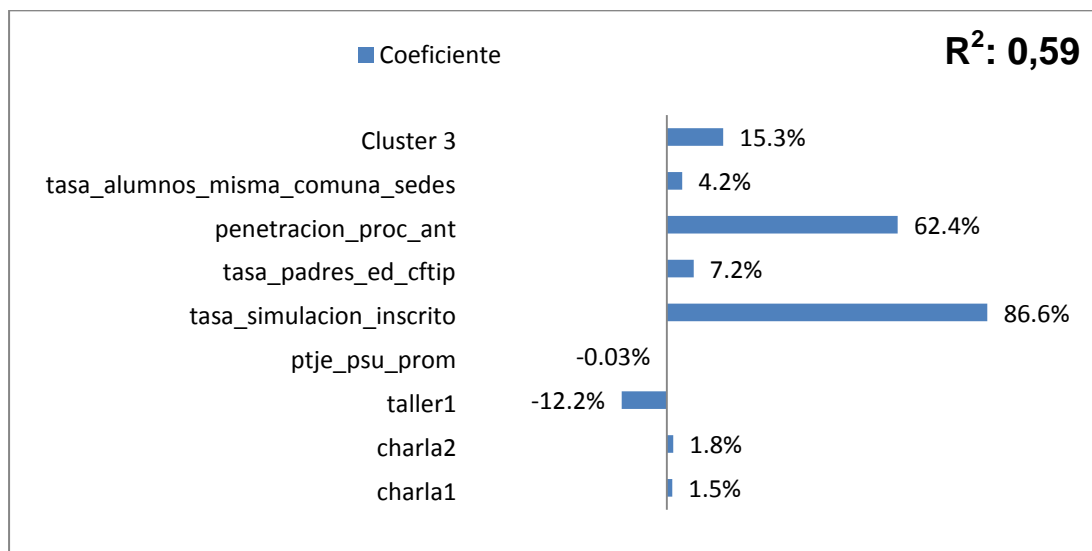 Coeficiente
R²: 0,59
Cluster 3 15.3%
tasa_alumnos_misma_comuna_sedes 4.2%
penetracion_proc_ant 62.4%
tasa_padres_ed_cftip 7.2%
tasa_simulacion_inscrito 86.6%
ptje_psu_prom -0.03%
taller1 -12.2%
charla2 1.8%
charla1 1.5%